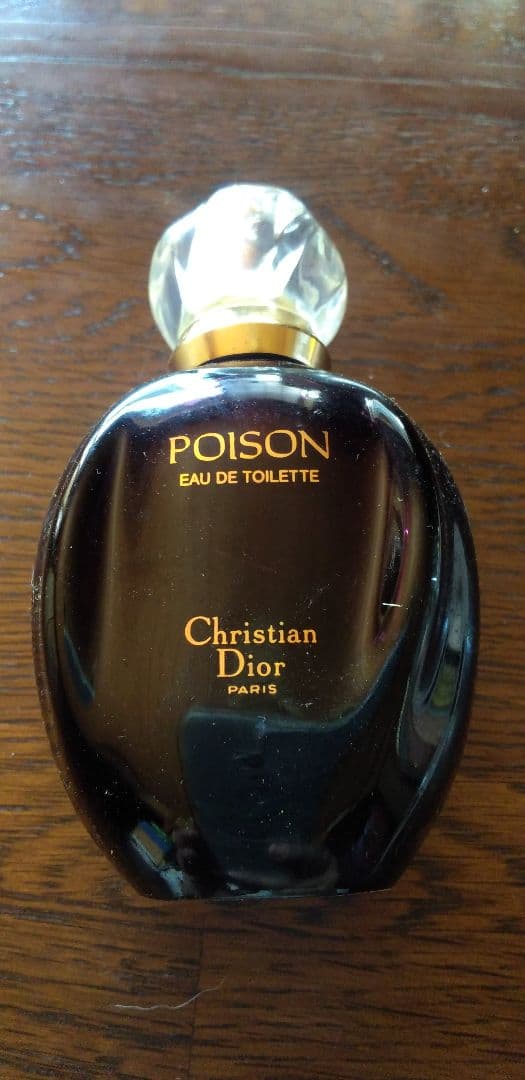 POISON
EAU DE TOILETTE
Christian
Dior
PARIS